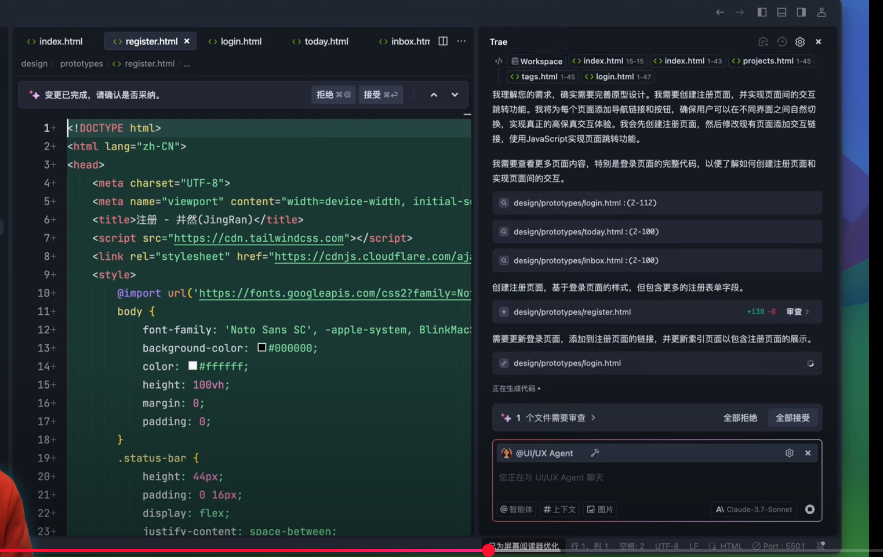 index.html
register.html
login.html
today.html
inbox.htm
design
prototypes
register.html
...
变更已完成，请确认是否采纳。
拒绝
接受
1+ <!DOCTYPE html>
2+ <html lang="zh-CN">
3+ <head>
4+ <meta charset="UTF-8">
5+ <meta name="viewport" content="width=device-width, initial-s
6+ <title>注册 - 井然(JingRan)</title>
7+ <script src="https://cdn.tailwindcss.com"></script>
8+ <link rel="stylesheet" href="https://cdnjs.cloudflare.com/aj
9+ <style>
10+ @import url('https://fonts.googleapis.com/css2?family=No
11+ body {
12+ font-family: 'Noto Sans SC', -apple-system, BlinkMac
13+ background-color: #000000;
14+ color: #ffffff;
15+ height: 100vh;
16+ margin: 0;
17+ padding: 0;
18+ }
19+ .status-bar {
20+ height: 44px;
21+ padding: 0 16px;
22+ display: flex;
23+ justify-content: space-between;
Trae
Workspace index.html 15-15 index.html 1-43 projects.html 1-45
tags.html 1-45 login.html 1-47
我理解您的需求，确实需要完善原型设计。我需要创建注册页面，并实现页面间的交互
跳转功能。我将为每个页面添加导航链接和按钮，确保用户可以在不同界面之间自然切
换，实现真正的高保真交互体验。我会先创建注册页面，然后修改现有页面添加交互链
接，使用JavaScript实现页面跳转功能。
我需要查看更多页面内容，特别是登录页面的完整代码，以便了解如何创建注册页面和
实现页面间的交互。
design/prototypes/login.html : (2-112)
design/prototypes/today.html : (2-100)
design/prototypes/inbox.html : (2-100)
创建注册页面，基于登录页面的样式，但包含更多的注册表单字段。
design/prototypes/register.html +138 -0 审查
需要更新登录页面，添加到注册页面的链接，并更新索引页面以包含注册页面的展示。
design/prototypes/login.html
正在生成代码
1 个文件需要审查
全部拒绝
全部接受
@UI/UX Agent
您正在与 UI/UX Agent 聊天
@智能体
#上下文
图片
Claude-3.7-Sonnet
为屏幕阅读器优化 行 1, 列 1 空格: 2 UTF-8 LF HTML Port : 5501